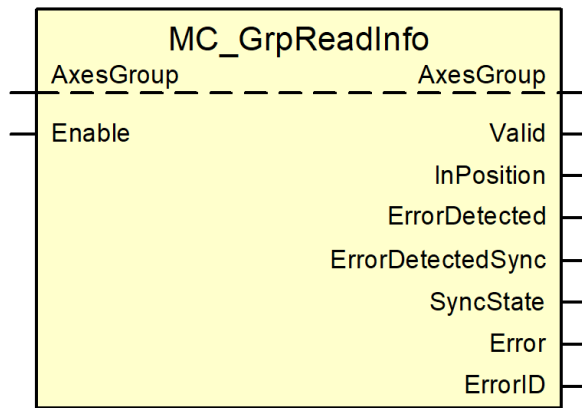 MC_GrpReadInfo
AxesGroup AxesGroup
Enable Valid
InPosition
ErrorDetected
ErrorDetectedSync
SyncState
Error
ErrorID